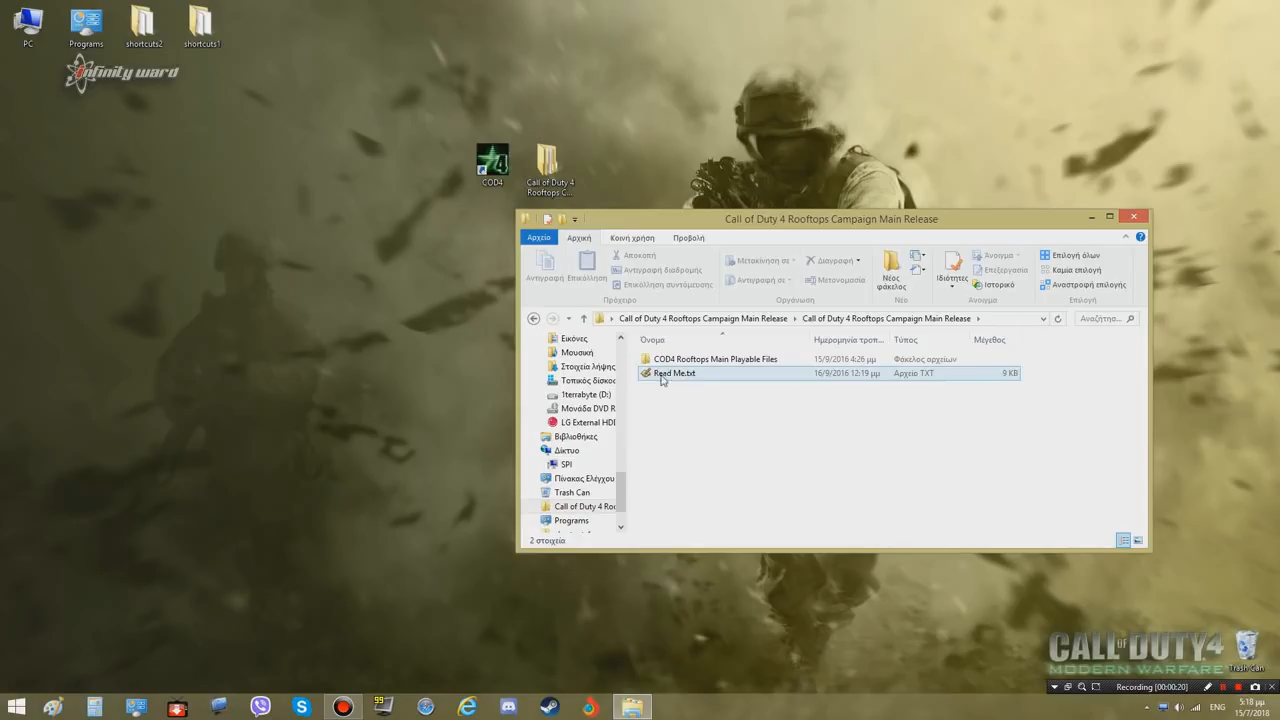 PC
Programs
shortcuts2
shortcuts1
infinity ward
COD4
Call of Duty 4
Rooftops C...
Call of Duty 4 Rooftops Campaign Main Release
Αρχείο
Αρχική
Κοινή χρήση
Προβολή
Αντιγραφή
Επικόλληση
Αποκοπή
Αντιγραφή διαδρομής
Επικόλληση συντόμευσης
Πρόχειρο
Μετακίνηση σε
Αντιγραφή σε
Διαγραφή
Μετονομασία
Οργάνωση
Νέος
φάκελος
Νέο
Ιδιότητες
Άνοιγμα
Επεξεργασία
Ιστορικό
Άνοιγμα
Επιλογή όλων
Καμία επιλογή
Αναστροφή επιλογής
Επιλογή
Call of Duty 4 Rooftops Campaign Main Release
Call of Duty 4 Rooftops Campaign Main Release
Αναζήτησ...
Όνομα
Ημερομηνία τροπ...
Τύπος
Μέγεθος
COD4 Rooftops Main Playable Files
15/9/2016 4:26 μμ
Φάκελος αρχείων
Read Me.txt
16/9/2016 12:19 μμ
Αρχείο TXT
9 KB
Εικόνες
Μουσική
Στοιχεία λήψης
Τοπικός δίσκος
1terrabyte (D:)
Μονάδα DVD R
LG External HDD
Βιβλιοθήκες
Δίκτυο
SPI
Πίνακας Ελέγχου
Trash Can
Call of Duty 4 Roo
Programs
2 στοιχεία
CALL OF DUTY 4
MODERN WARFARE
Trash Can
Recording [00:00:20]
99
ENG
5:18 μμ
15/7/2018